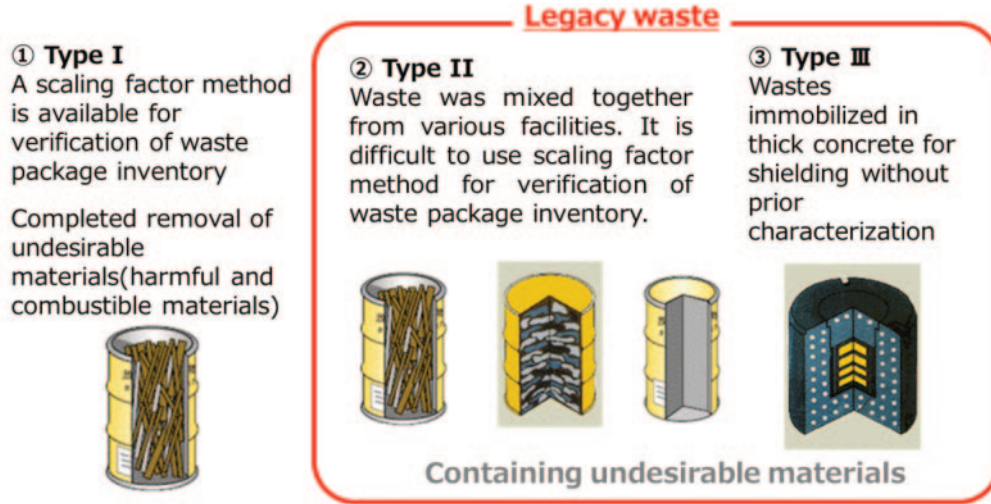 Legacy waste
① Type I
A scaling factor method
is available for
verification of waste
package inventory
Completed removal of
undesirable
materials(harmful and
combustible materials)
② Type II
Waste was mixed together
from various facilities. It is
difficult to use scaling factor
method for verification of
waste package inventory.
③ Type Ⅲ
Wastes
immobilized in
thick concrete for
shielding without
prior
characterization
Containing undesirable materials